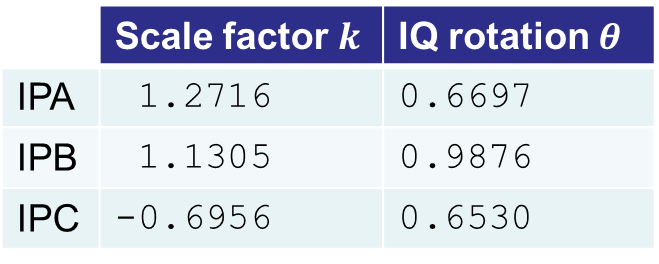 Scale factor k IQ rotation θ
IPA 1.2716 0.6697
IPB 1.1305 0.9876
IPC -0.6956 0.6530